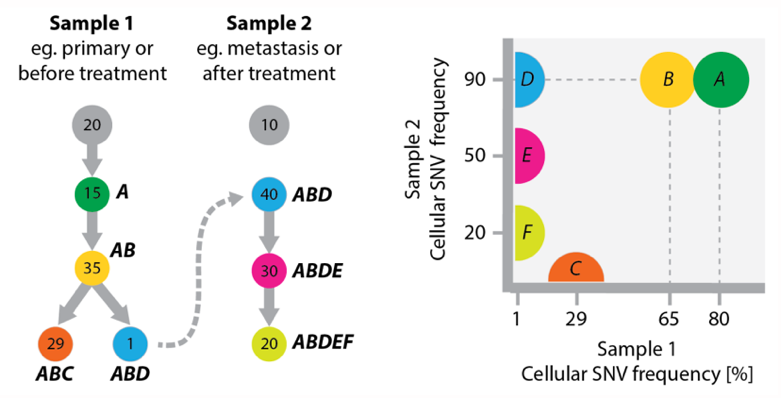 Sample 1
eg. primary or
before treatment
20
15 A
AB
35
29
1
ABC
ABD
Sample 2
eg. metastasis or
after treatment
10
40 ABD
30 ABDE
20 ABDEF
Sample 2
Cellular SNV frequency
90
50
20
D
B
A
E
F
C
1
29
65
80
Sample 1
Cellular SNV frequency [%]